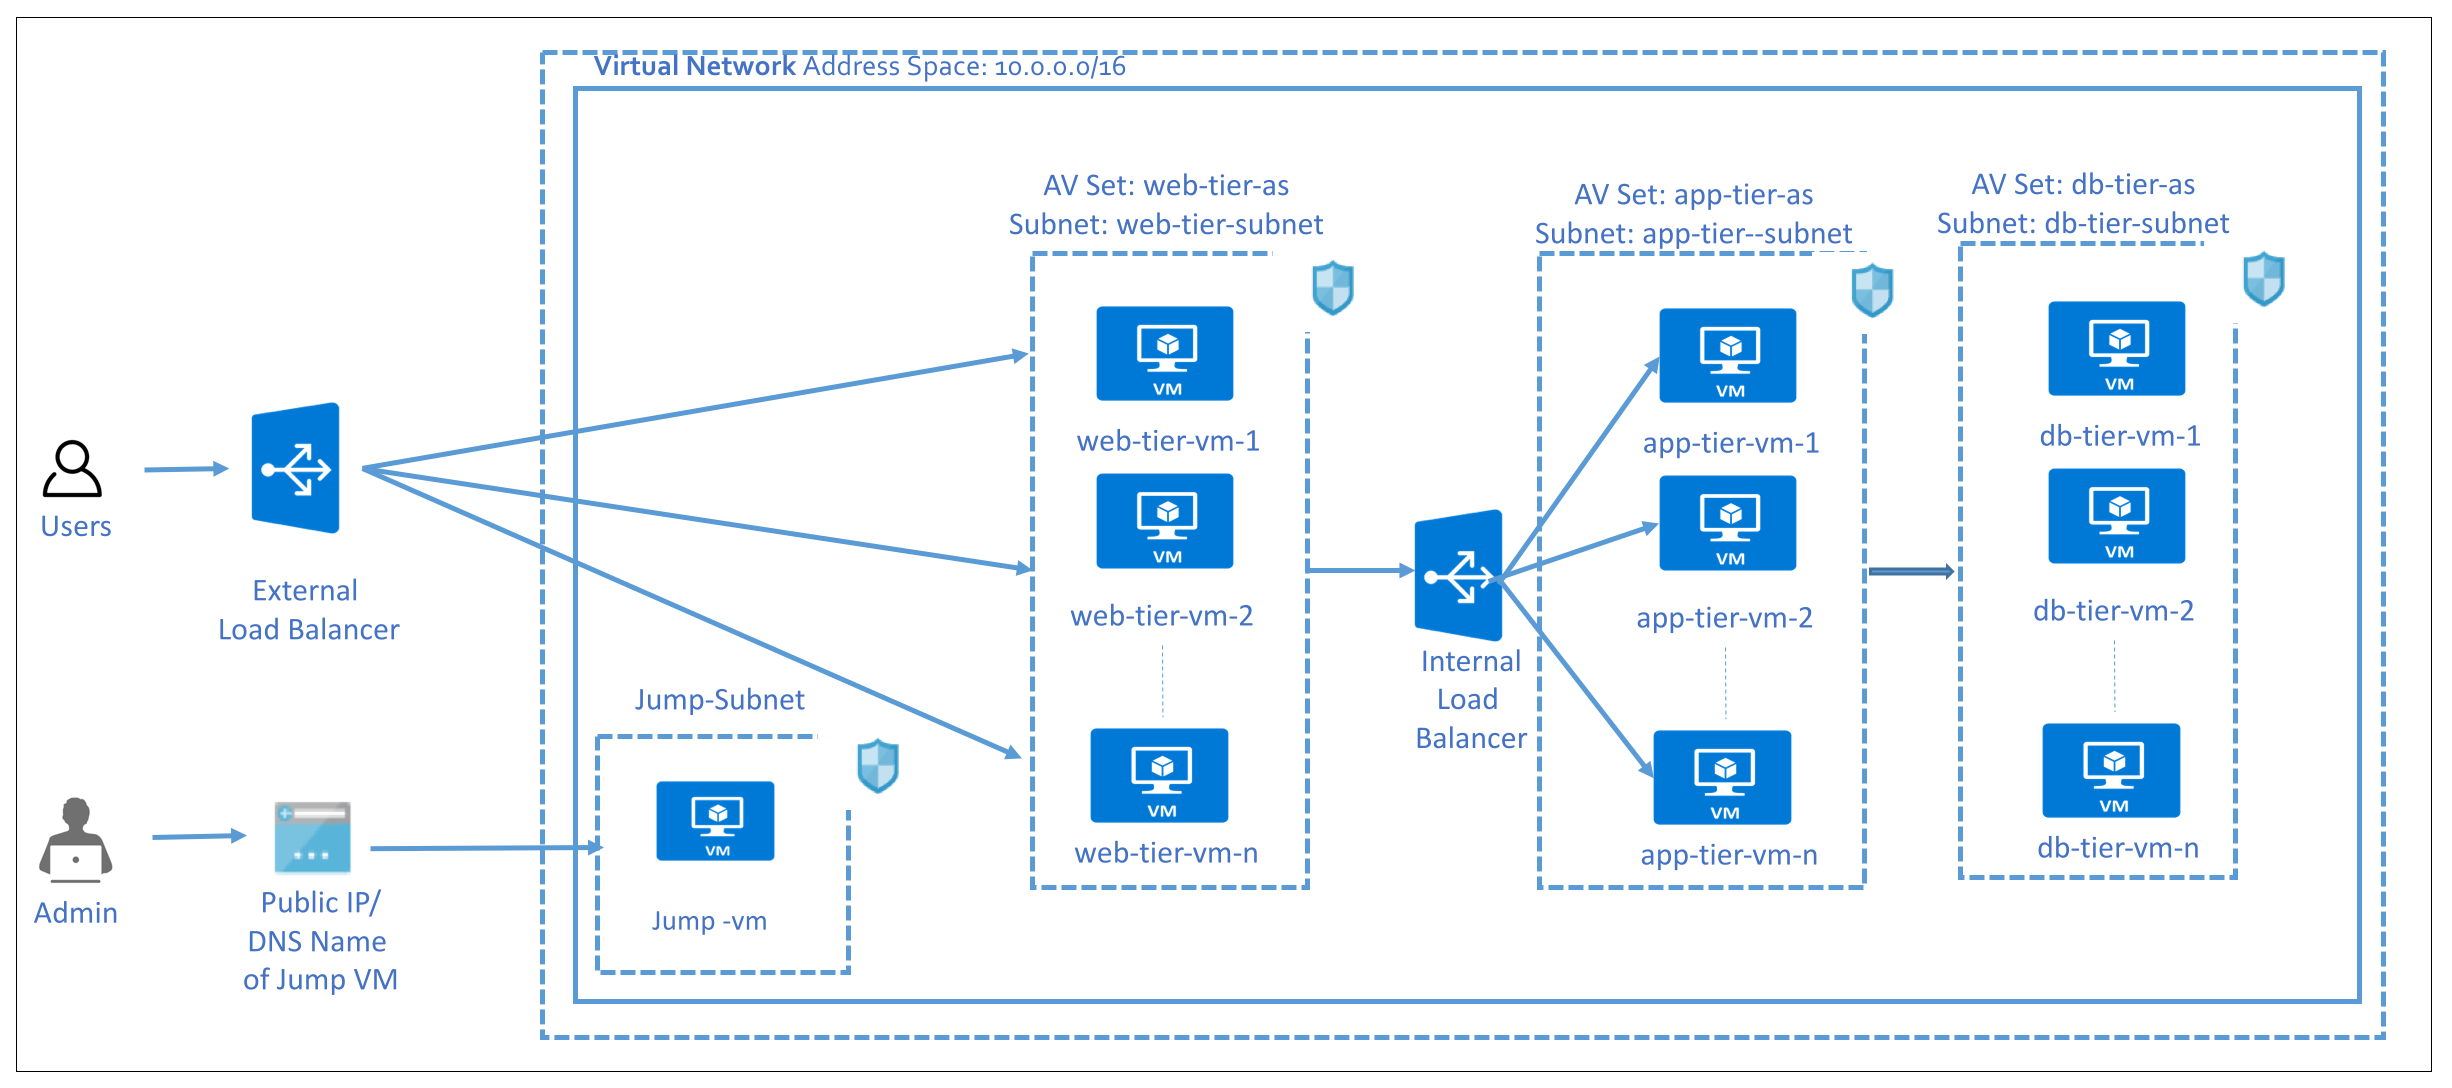 Virtual Network Address Space: 10.0.0.0/16
AV Set: web-tier-as
Subnet: web-tier-subnet
AV Set: app-tier-as
Subnet: app-tier--subnet
AV Set: db-tier-as
Subnet: db-tier-subnet
Users
External
Load Balancer
VM
web-tier-vm-1
VM
web-tier-vm-2
VM
web-tier-vm-n
Internal
Load
Balancer
VM
app-tier-vm-1
VM
app-tier-vm-2
VM
app-tier-vm-n
VM
db-tier-vm-1
VM
db-tier-vm-2
VM
db-tier-vm-n
Jump-Subnet
VM
Jump -vm
Admin
Public IP/
DNS Name
of Jump VM